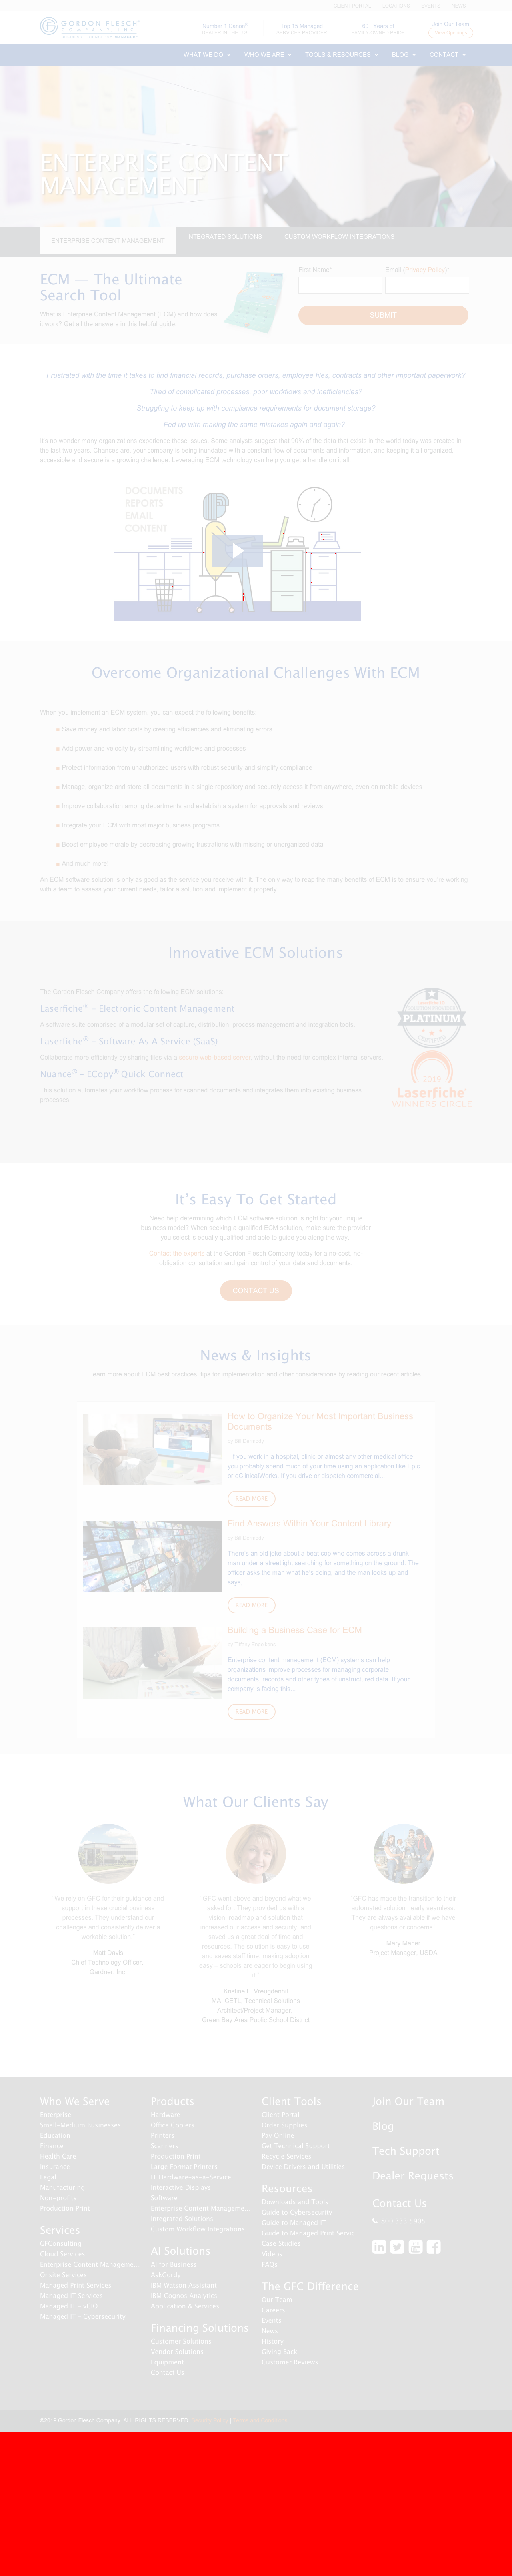 CLIENT PORTAL LOCATIONS EVENTS NEWS
GORDON FLESCH
COMPANY, INC.
Number 1 Canon®
DEALER IN THE U.S.
Top 10 Managed
SERVICES PROVIDER
60+ Years of
FAMILY-OWNED PRIDE
Join Our Team
View Openings
WHAT WE DO WHO WE ARE TOOLS & RESOURCES BLOG CONTACT
ENTERPRISE CONTENT
MANAGEMENT
ENTERPRISE CONTENT MANAGEMENT INTEGRATED SOLUTIONS CUSTOM WORKFLOW INTEGRATIONS
ECM — The Ultimate
Search Tool
What is Enterprise Content Management (ECM) and how does
it work? Get all the answers in this helpful guide.
First Name*
Email (Privacy Policy)*
SUBMIT
Frustrated with the time it takes to find financial records, purchase orders, employee files, contracts and other important paperwork?
Tired of complicated processes, poor workflows and inefficiencies?
Struggling to keep up with compliance requirements for document storage?
Fed up with making the same mistakes again and again?
It's no wonder many organizations experience these issues. Some analysts suggest that 90% of the data that exists in the world today was created in
the last two years. Chances are, your company is being inundated with a constant flow of documents and information, and keeping it all organized,
accessible and secure is a growing challenge. Leveraging ECM technology can help you get a handle on it all.
DOCUMENTS
REPORTS
EMAIL
CONTENT
Overcome Organizational Challenges With ECM
When you implement an ECM system, you can expect the following benefits:
Save money and labor costs by creating efficiencies and eliminating errors
Add power and velocity by streamlining workflows and processes
Protect information from unauthorized users with robust security and simplify compliance
Manage, organize and store all documents in a single repository and securely access it from anywhere, even on mobile devices
Improve collaboration among departments and establish a system for approvals and reviews
Integrate your ECM with most major business programs
Boost employee morale by decreasing growing frustrations with missing or unorganized data
And much more!
An ECM software solution is only as good as the service you receive with it. The only way to reap the many benefits of ECM is to ensure you're working
with a team to assess your current needs, tailor a solution and implement it properly.
Innovative ECM Solutions
The Gordon Flesch Company offers the following ECM solutions:
Laserfiche® – Electronic Content Management
A software suite comprised of a modular set of capture, distribution, process management and integration tools.
Laserfiche® – Software As A Service (SaaS)
Collaborate more efficiently by sharing files via a secure web-based server, without the need for complex internal servers.
Nuance® – ECopy® Quick Connect
This solution automates your workflow process for scanned documents and integrates them into existing business
processes.
PLATINUM
2019
Laserfiche®
WINNERS CIRCLE
It's Easy To Get Started
Need help determining which ECM software solution is right for your unique
business model? When seeking a qualified ECM solution, make sure the provider
you select is equally qualified and able to guide you along the way.
Contact the experts at the Gordon Flesch Company today for a no-cost, no-
obligation consultation and gain control of your data and documents.
CONTACT US
News & Insights
Learn more about ECM best practices, tips for implementation and other considerations by reading our recent articles.
How to Organize Your Most Important Business
Documents
If you work in a hospital, clinic or almost any other medical office,
you probably spend much of your time using an application like Epic
or eClinicalWorks. If you drive or dispatch commercial...
READ MORE
Find Answers Within Your Content Library
There's an old joke about a beat cop who comes across a drunk
man under a streetlight searching for something on the ground. The
officer asks the man what he's doing, and the man looks up and
says,...
READ MORE
Building a Business Case for ECM
Enterprise content management (ECM) systems can help
organizations improve processes for managing corporate
documents, records and other types of unstructured data. If your
company is facing this...
READ MORE
What Our Clients Say
"We rely on GFC for their guidance and
support in these crucial business
processes. They understand our
challenges and consistently deliver a
workable solution."
Matt Davis
Chief Technology Officer
Gardner, Inc.
"GFC went above and beyond what we
asked for. They provided us with a
vision, roadmap and solution that
increased our access and security, and
saved us a great deal of time and
resources. The solution is easy to use
and saves staff time, making adoption
easy – schools are eager to begin using
it."
Kristine L. Vreugdenhil
MA, CETL, Technical Solutions
Architect/Project Manager
Green Bay Area Public School District
"GFC has made the transition to their
automated solution nearly seamless.
They are always available if we have
questions or concerns."
Mary Maher
Project Manager, USDA
Who We Serve
Enterprise
Small-Medium Businesses
Education
Finance
Health Care
Insurance
Legal
Manufacturing
Non-profits
Production Print
Services
GFConsulting
Cloud Services
Enterprise Content Manageme
Onsite Services
Managed Print Services
Managed IT Services
Managed IT - vCIO
Managed IT - Cybersecurity
Products
Hardware
Office Copiers
Printers
Scanners
Production Print
Large Format Printers
IT Hardware-as-a-Service
Interactive Displays
Software
Enterprise Content Manageme...
Integrated Solutions
Custom Workflow Integrations
AI Solutions
AI for Business
AskGordy
IBM Watson Assistant
IBM Cognos Analytics
Application & Services
Financing Solutions
Customer Solutions
Vendor Solutions
Equipment
Contact Us
Client Tools
Client Portal
Order Supplies
Pay Online
Get Technical Support
Recycle Services
Device Drivers and Utilities
Resources
Downloads and Tools
Guide to Cybersecurity
Guide to Managed IT
Guide to Managed Print Servic...
Case Studies
Videos
FAQs
The GFC Difference
Our Team
Careers
Events
News
History
Giving Back
Customer Reviews
Join Our Team
Blog
Tech Support
Dealer Requests
Contact Us
800.333.5905
©2019 Gordon Flesch Company. ALL RIGHTS RESERVED